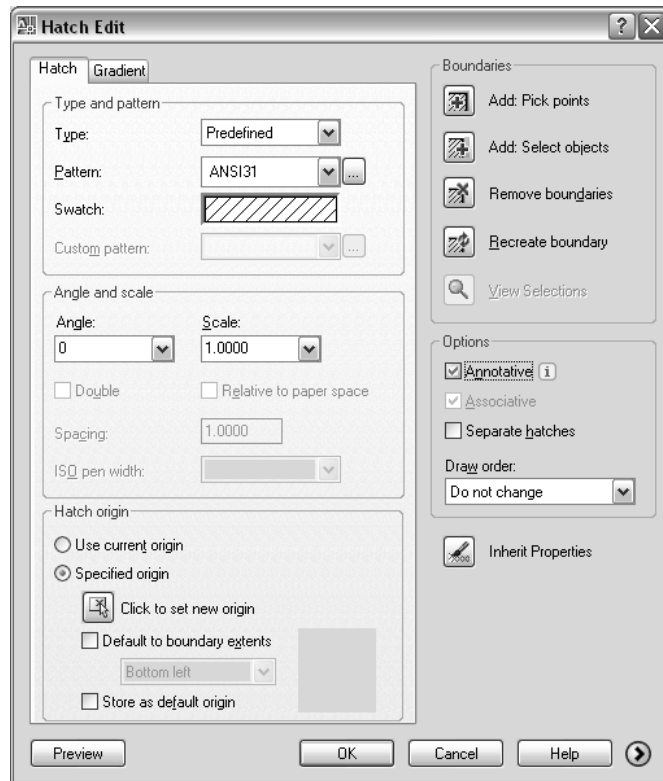 Hatch Edit
Hatch
Gradient
Type and pattern
Type:
Predefined
Pattern:
ANSI31
...
Swatch:
Custom pattern:
...
Angle and scale
Angle:
Scale:
0
1.0000
Double
Relative to paper space
Spacing:
1.0000
ISO pen width:
Hatch origin
Use current origin
Specified origin
Click to set new origin
Default to boundary extents
Bottom left
Store as default origin
Boundaries
Add: Pick points
Add: Select objects
Remove boundaries
Recreate boundary
View Selections
Options
Annotative
i
Associative
Separate hatches
Draw order:
Do not change
Inherit Properties
Preview
OK
Cancel
Help